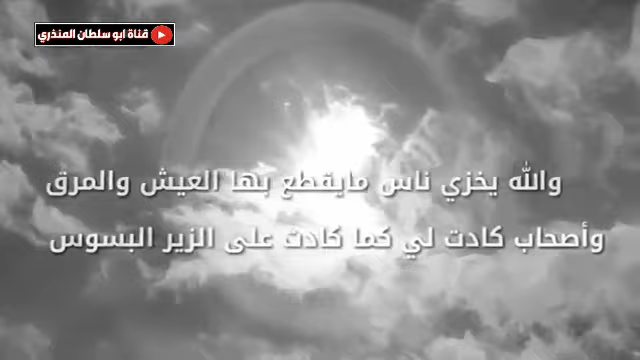 قناة ابو سلطان المنذري
والله يخزي ناس مايقطع بها العيش والمرق
وأصحاب كادت لي كما كادت على الزير البسوس